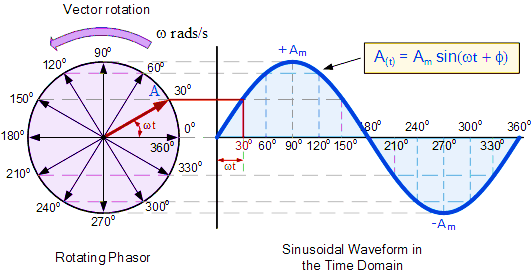 Vector rotation
ω rads/s
90°
120°
60°
150°
A
30°
180°
ωt
0°
360°
210°
330°
240°
300°
270°
Rotating Phasor
+Am
A(t) = Am sin(ωt + ϕ)
30° 60° 90° 120° 150° 180° 210° 240° 270° 300° 330° 360°
ωt
-Am
Sinusoidal Waveform in
the Time Domain